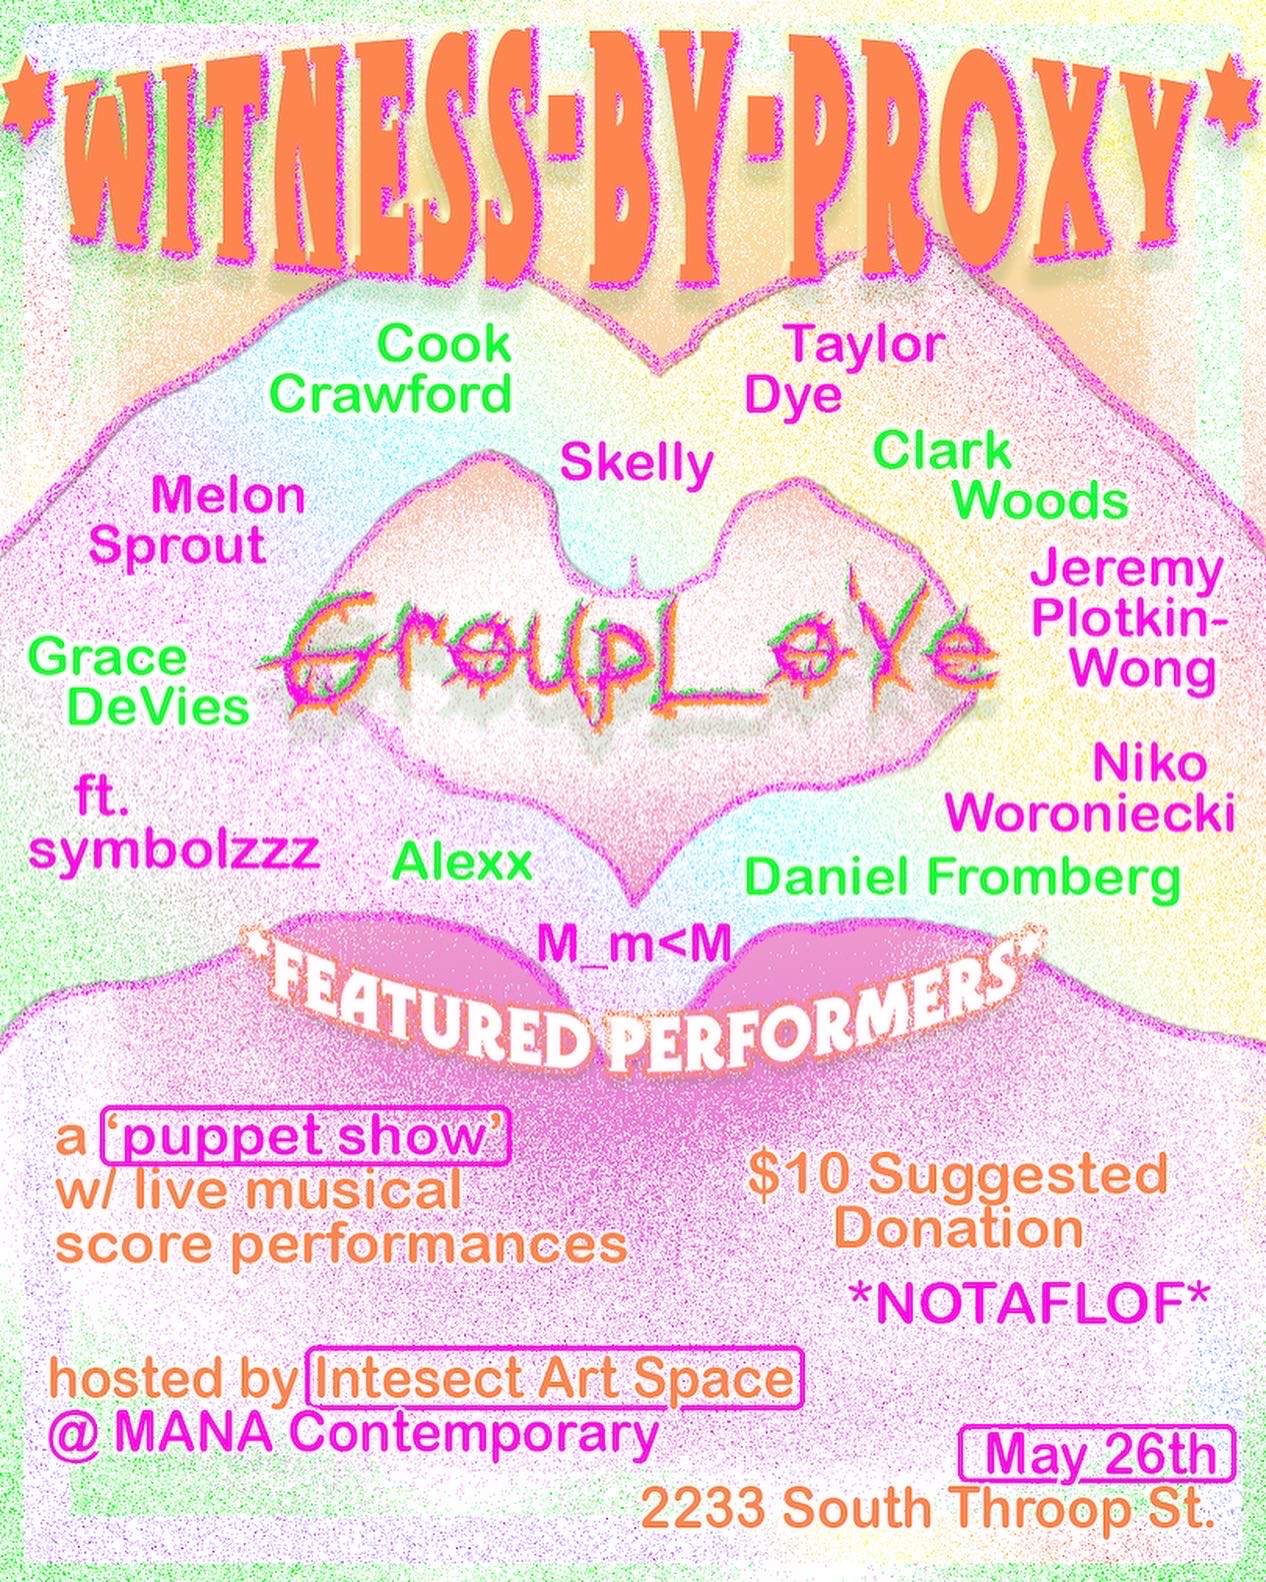 *WITNESS-BY-PROXY*
Cook
Crawford
Taylor
Dye
Skelly
Clark
Woods
Melon
Sprout
Jeremy
Plotkin-
Wong
GroupLove
Grace
DeVies
Niko
Woroniecki
ft.
symbolzzz
Alexx
Daniel Fromberg
M_m<M
*FEATURED PERFORMERS*
a 'puppet show'
w/ live musical
score performances
$10 Suggested
Donation
*NOTAFLOF*
hosted by Intesect Art Space
@ MANA Contemporary
May 26th
2233 South Throop St.